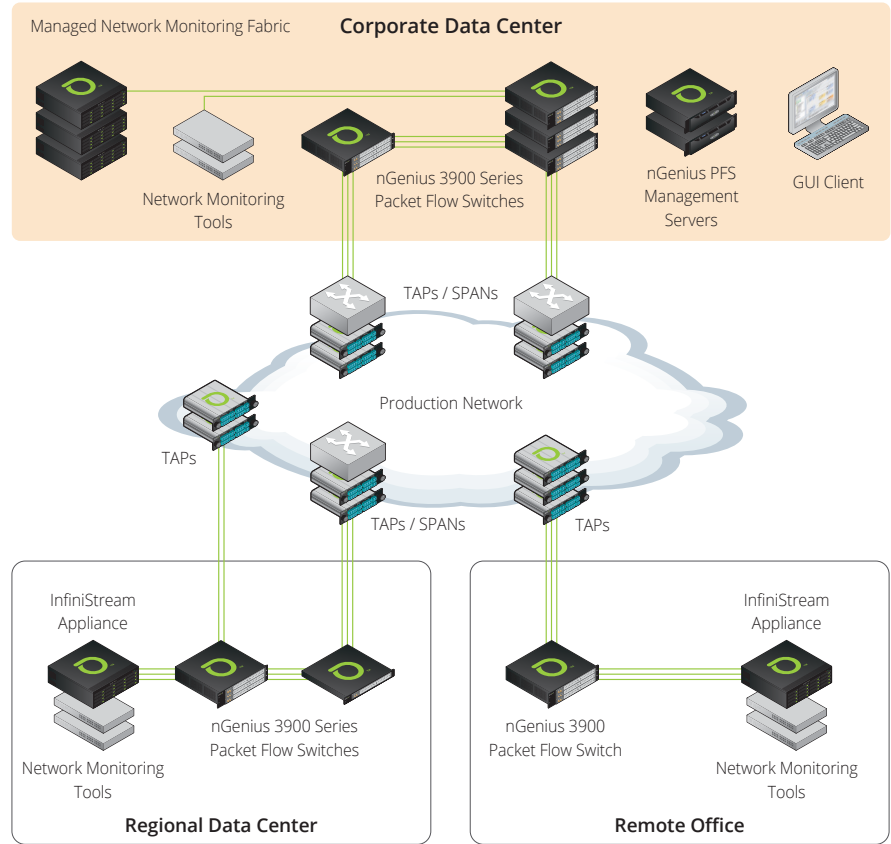 Managed Network Monitoring Fabric
Corporate Data Center
Network Monitoring
Tools
nGenius 3900 Series
Packet Flow Switches
nGenius PFS
Management
Servers
GUI Client
TAPs / SPANs
Production Network
TAPs
TAPs / SPANs
TAPs
InfiniStream
Appliance
nGenius 3900 Series
Packet Flow Switches
Network Monitoring
Tools
Regional Data Center
InfiniStream
Appliance
nGenius 3900
Packet Flow Switch
Network Monitoring
Tools
Remote Office